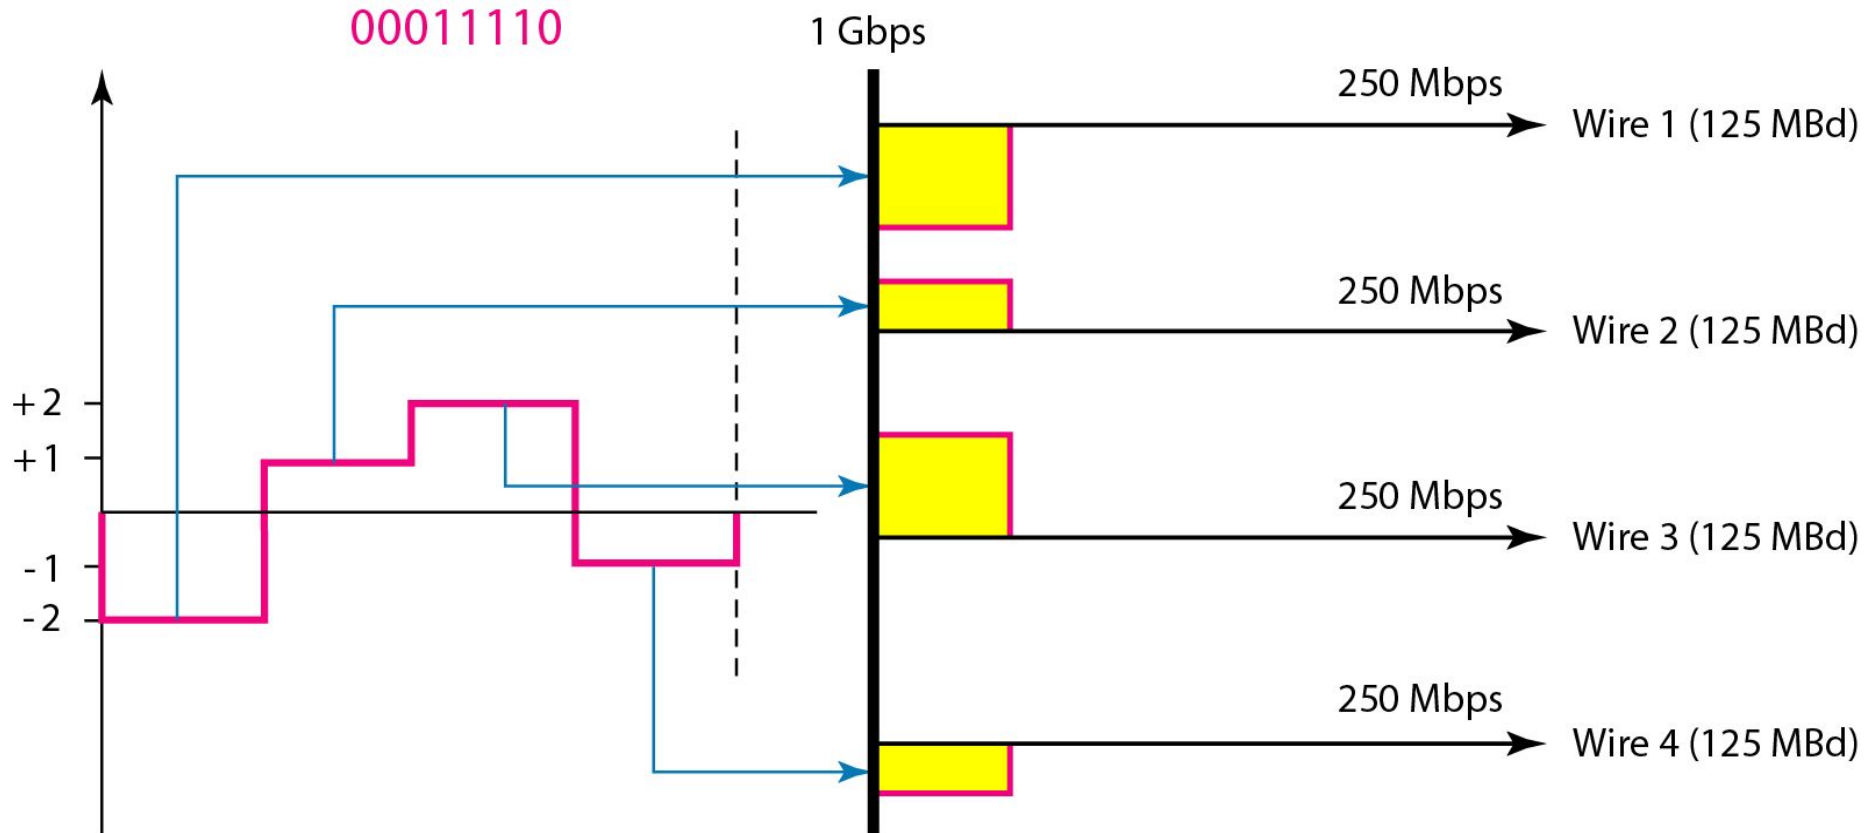 00011110
1 Gbps
250 Mbps
Wire 1 (125 MBd)
250 Mbps
Wire 2 (125 MBd)
+2
+1
250 Mbps
Wire 3 (125 MBd)
-1
-2
250 Mbps
Wire 4 (125 MBd)